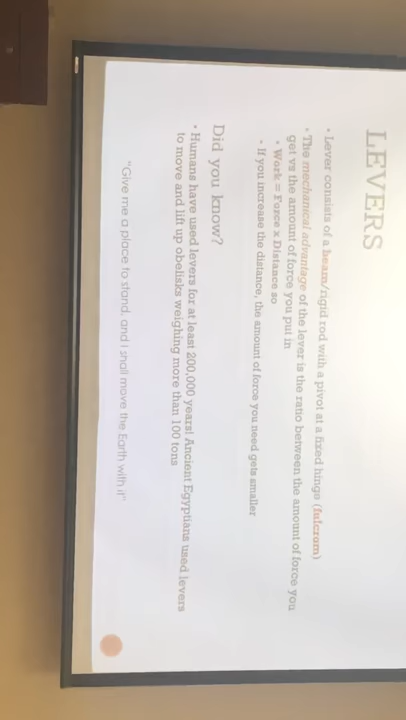 LEVERS
• Lever consists of a beam/rigid rod with a pivot at a fixed hinge (fulcrum)
• The mechanical advantage of the lever is the ratio between the amount of force you
get vs the amount of force you put in
• Work = Force x Distance so
• If you increase the distance, the amount of force you need gets smaller
Did you know?
• Humans have used levers for at least 200,000 years! Ancient Egyptians used levers
to move and lift up obelisks weighing more than 100 tons
"Give me a place to stand, and i shall move the Earth with it"